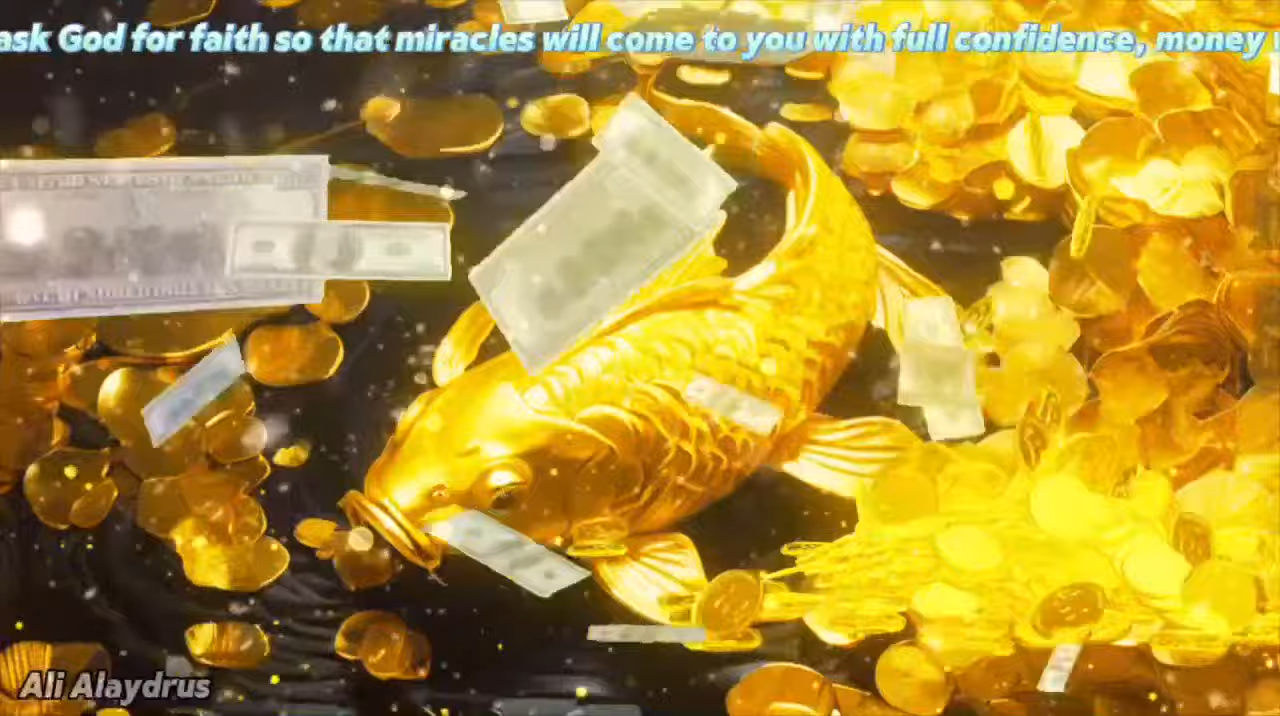 ask God for faith so that miracles will come to you with full confidence, money
Ali Alaydrus